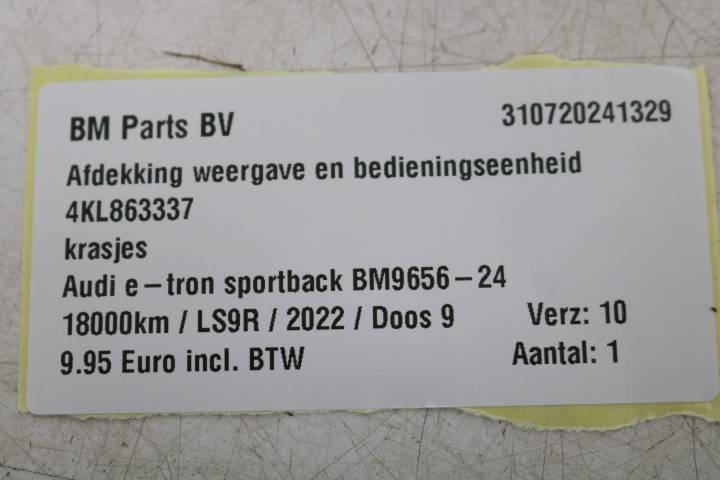 BM Parts BV 310720241329
Afdekking weergave en bedieningseenheid
4KL863337
krasjes
Audi e-tron sportback BM9656-24
18000km / LS9R / 2022 / Doos 9 Verz: 10
9.95 Euro incl. BTW Aantal: 1